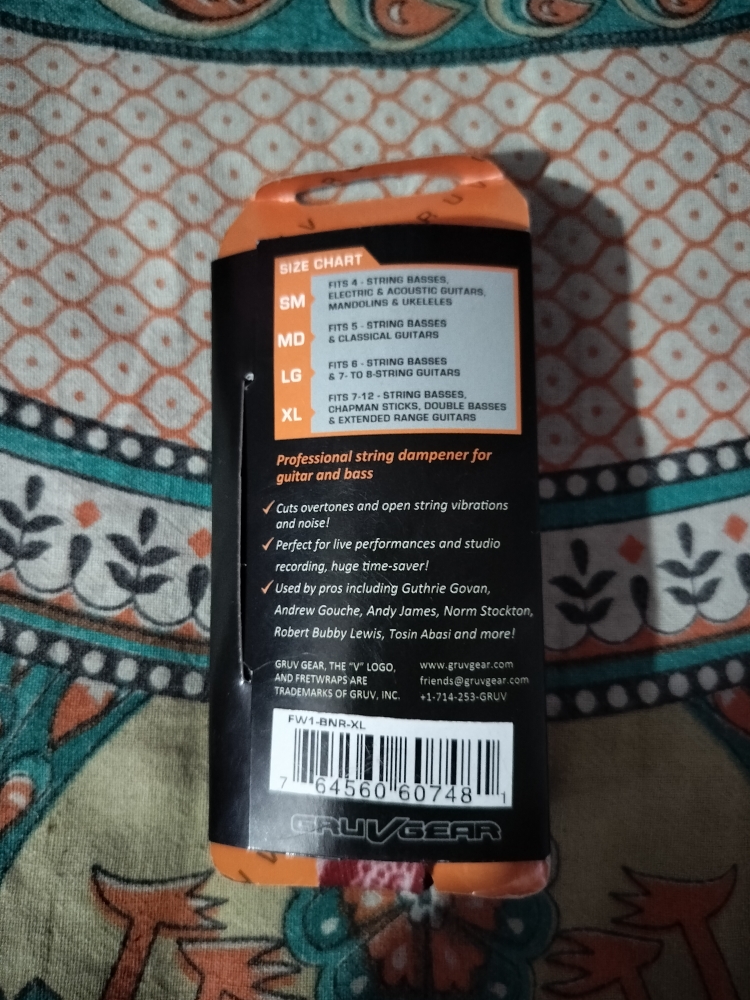 SIZE CHART
SM
FITS 4 - STRING BASSES,
ELECTRIC & ACOUSTIC GUITARS,
MANDOLINS & UKELELES
MD
FITS 5 - STRING BASSES
& CLASSICAL GUITARS
LG
FITS 6 - STRING BASSES
& 7- TO 8-STRING GUITARS
XL
FITS 7-12 - STRING BASSES,
CHAPMAN STICKS, DOUBLE BASSES
& EXTENDED RANGE GUITARS
Professional string dampener for
guitar and bass
✓ Cuts overtones and open string vibrations
and noise!
✓ Perfect for live performances and studio
recording, huge time-saver!
✓ Used by pros including Guthrie Govan,
Andrew Gouche, Andy James, Norm Stockton,
Robert Bubby Lewis, Tosin Abasi and more!
GRUV GEAR, THE "V" LOGO,
AND FRETWRAPS ARE
TRADEMARKS OF GRUV, INC.
www.gruvgear.com
friends@gruvgear.com
+1-714-253-GRUV
FW1-BNR-XL
7 64560 60748 1
GRUVGEAR